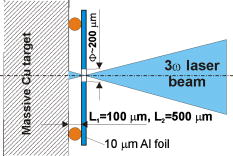 Massive Cu target
Φ~200 μm
3ω laser
beam
L₁=100 μm, L₂=500 μm
10 μm Al foil